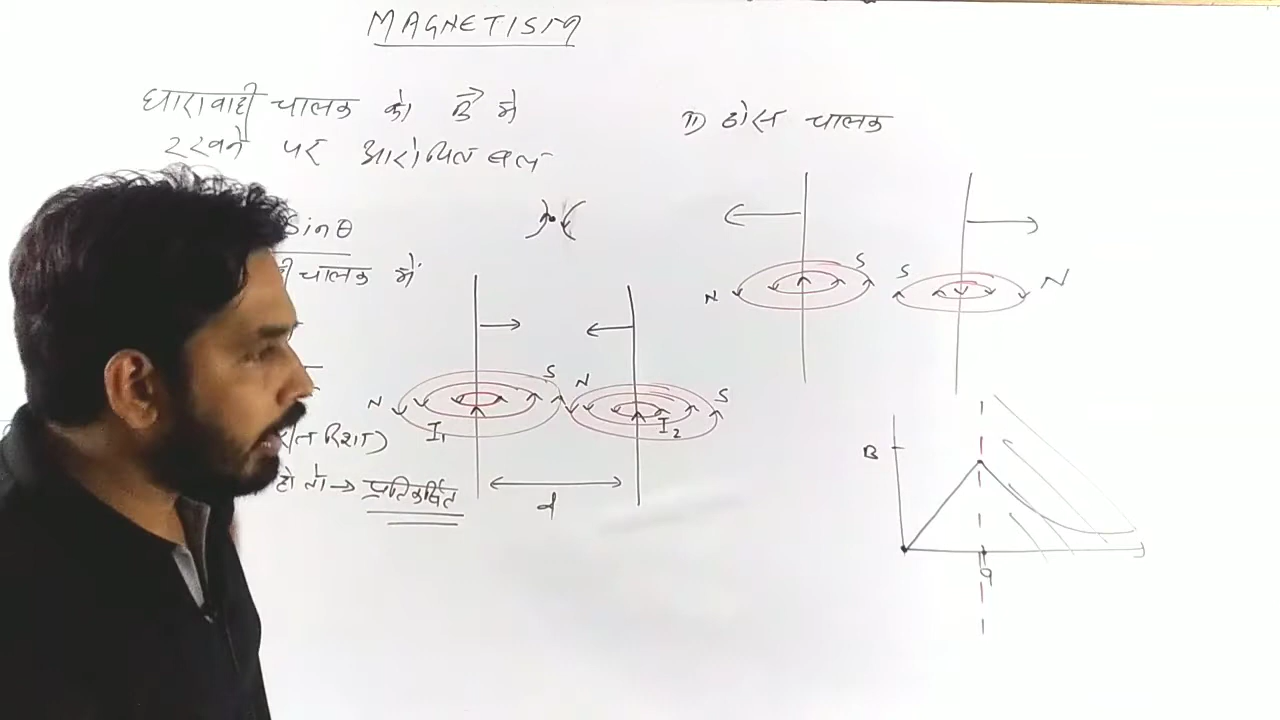 MAGNETISM
धारावाही चालक को B→ में
रखने पर आरोपित बल
Sinθ
चालक में
हो तो → प्रतिकर्षित
N S N S
I₁ I₂
d
II) ठोस चालक
N S S N
B
a